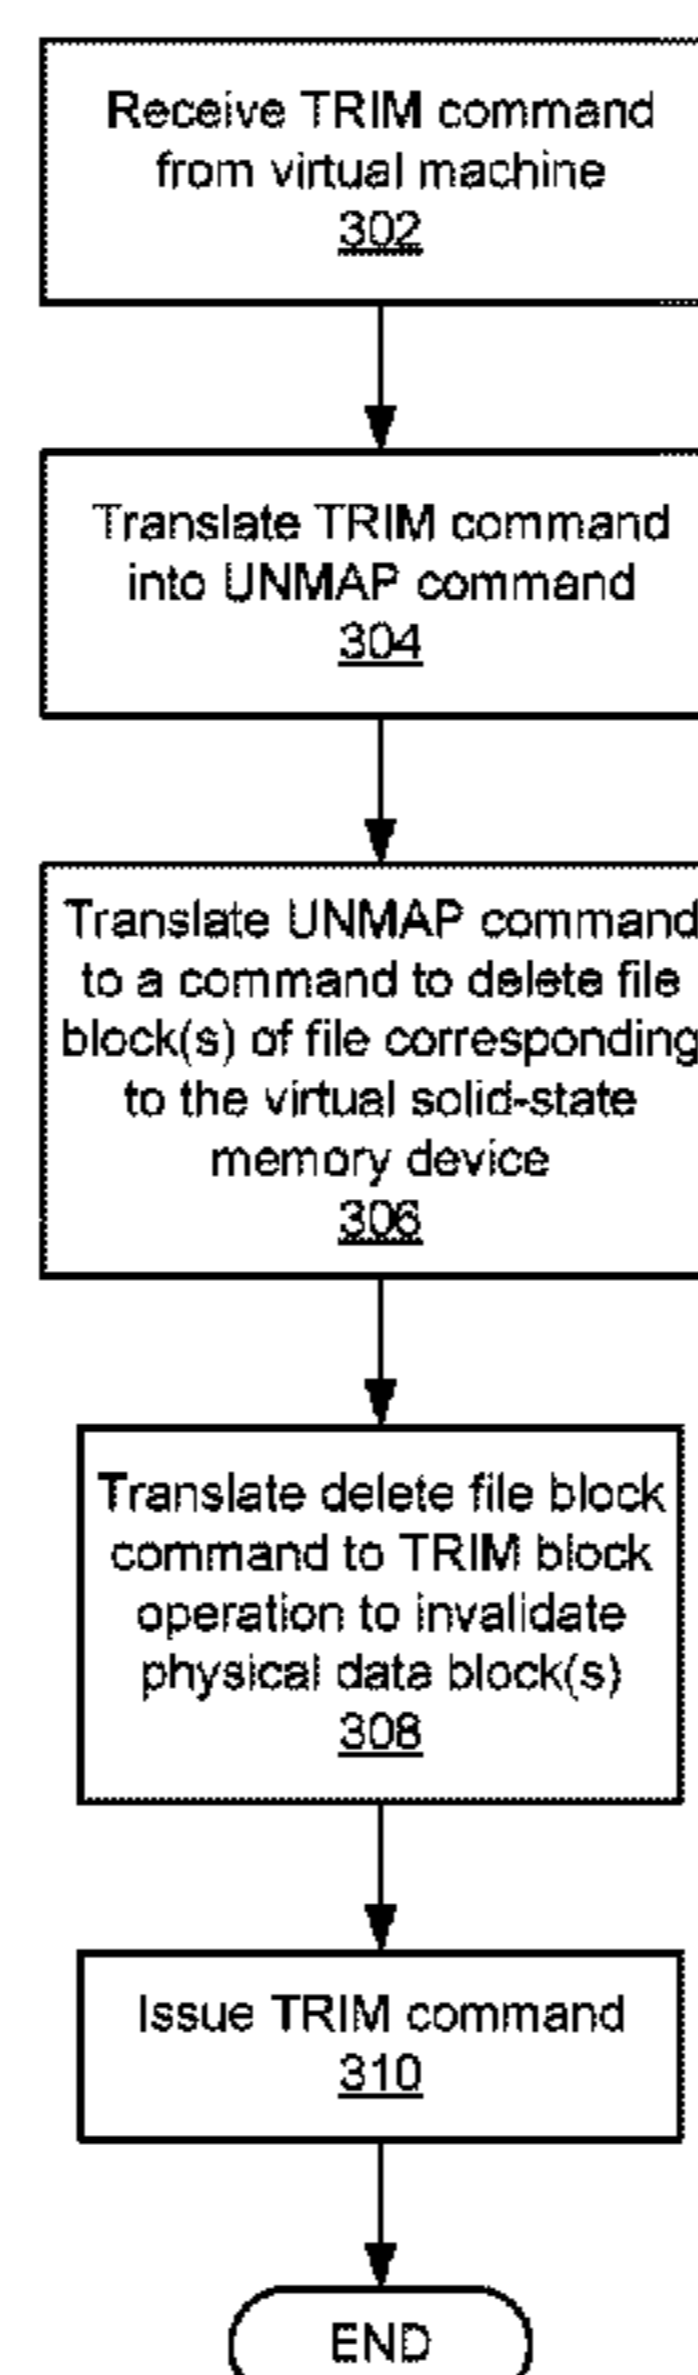 Receive TRIM command
from virtual machine
302
Translate TRIM command
into UNMAP command
304
Translate UNMAP command
to a command to delete file
block(s) of file corresponding
to the virtual solid-state
memory device
306
Translate delete file block
command to TRIM block
operation to invalidate
physical data block(s)
308
Issue TRIM command
310
END